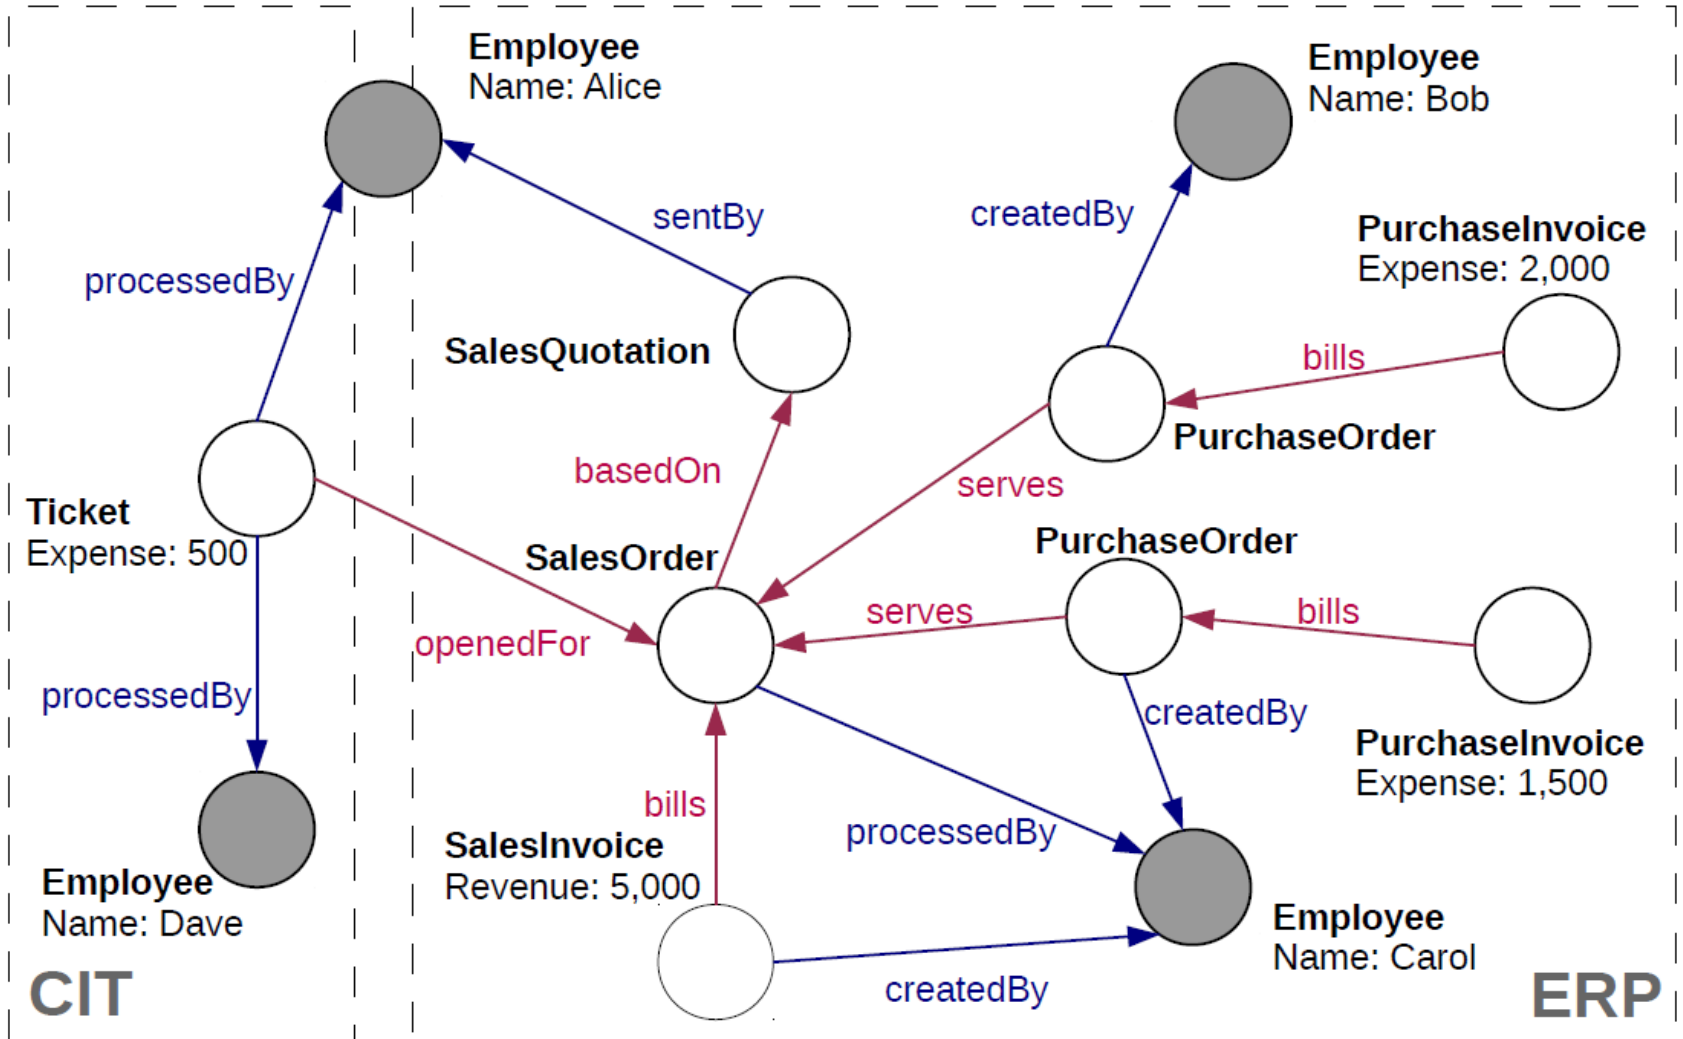 Employee
Name: Alice
Employee
Name: Bob
sentBy
createdBy
PurchaseInvoice
Expense: 2,000
processedBy
SalesQuotation
bills
PurchaseOrder
basedOn
serves
Ticket
Expense: 500
SalesOrder
PurchaseOrder
serves
bills
openedFor
processedBy
createdBy
PurchaseInvoice
Expense: 1,500
bills
processedBy
SalesInvoice
Revenue: 5,000
Employee
Name: Dave
Employee
Name: Carol
createdBy
CIT
ERP